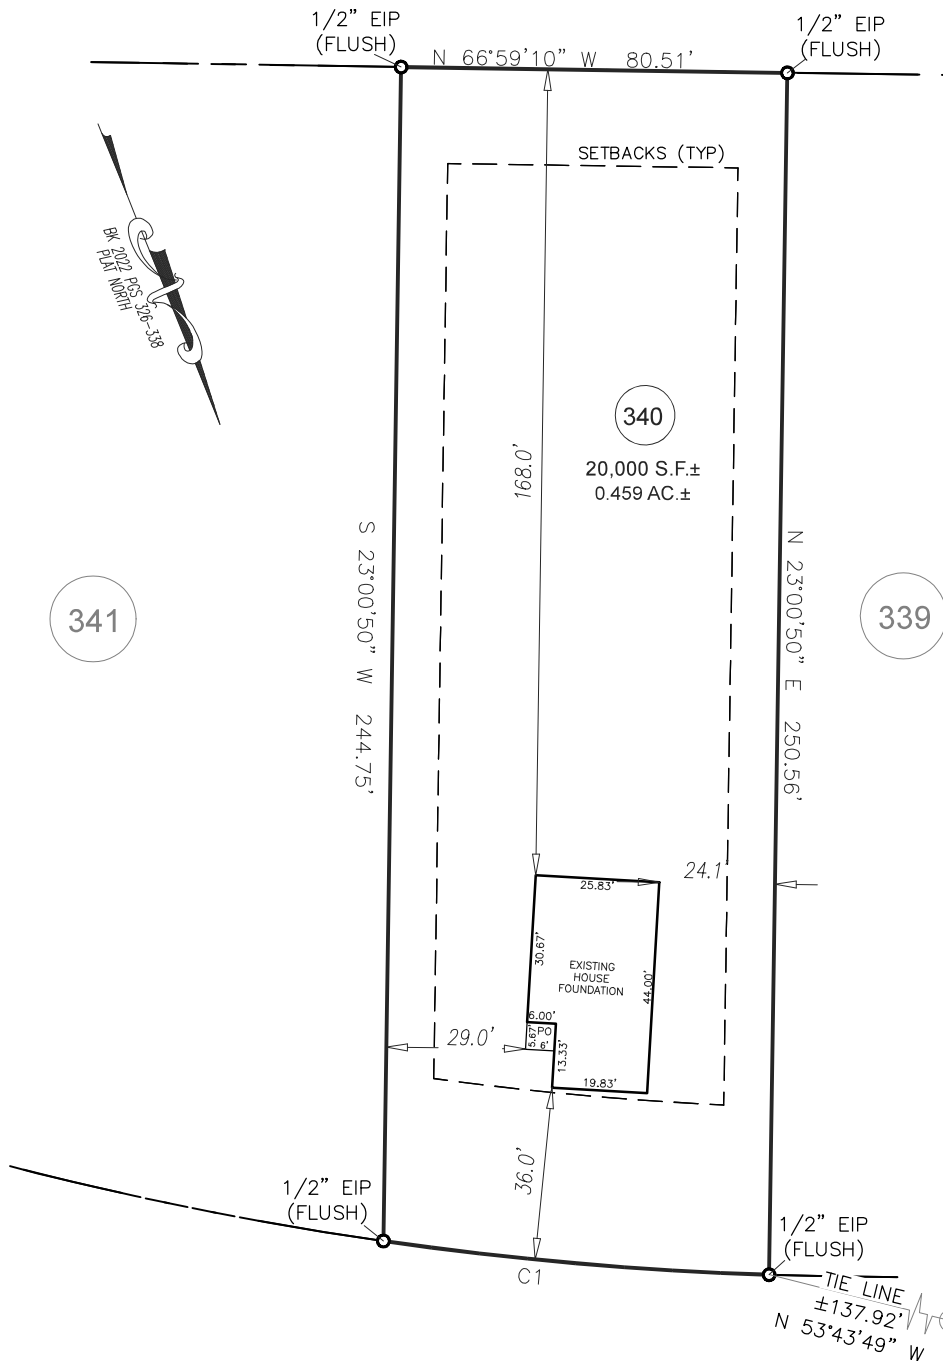 1/2” EIP
(FLUSH)
1/2” EIP
(FLUSH)
N 66°59'10” W 80.51'
SETBACKS (TYP)
BK 2022 PGS 326-338
PLAT NORTH
340
20,000 S.F.±
0.459 AC.±
168.0'
S 23°00'50” W 244.75'
N 23°00'50” E 250.56'
341
339
24.1'
25.83'
30.67'
EXISTING
HOUSE
FOUNDATION
44.00'
6.00'
5.67'
PO
6'
13.33'
29.0'
19.83'
36.0'
1/2” EIP
(FLUSH)
C1
1/2” EIP
(FLUSH)
TIE LINE
±137.92'
N 53°43'49” W